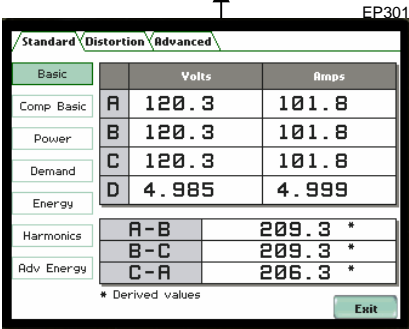 EP301
Standard Distortion Advanced
Basic
Comp Basic
Power
Demand
Energy
Harmonics
Adv Energy
Volts Amps
A 120.3 101.8
B 120.3 101.8
C 120.3 101.8
D 4.985 4.999
A-B 209.3 *
B-C 209.3 *
C-A 206.3 *
* Derived values
Exit